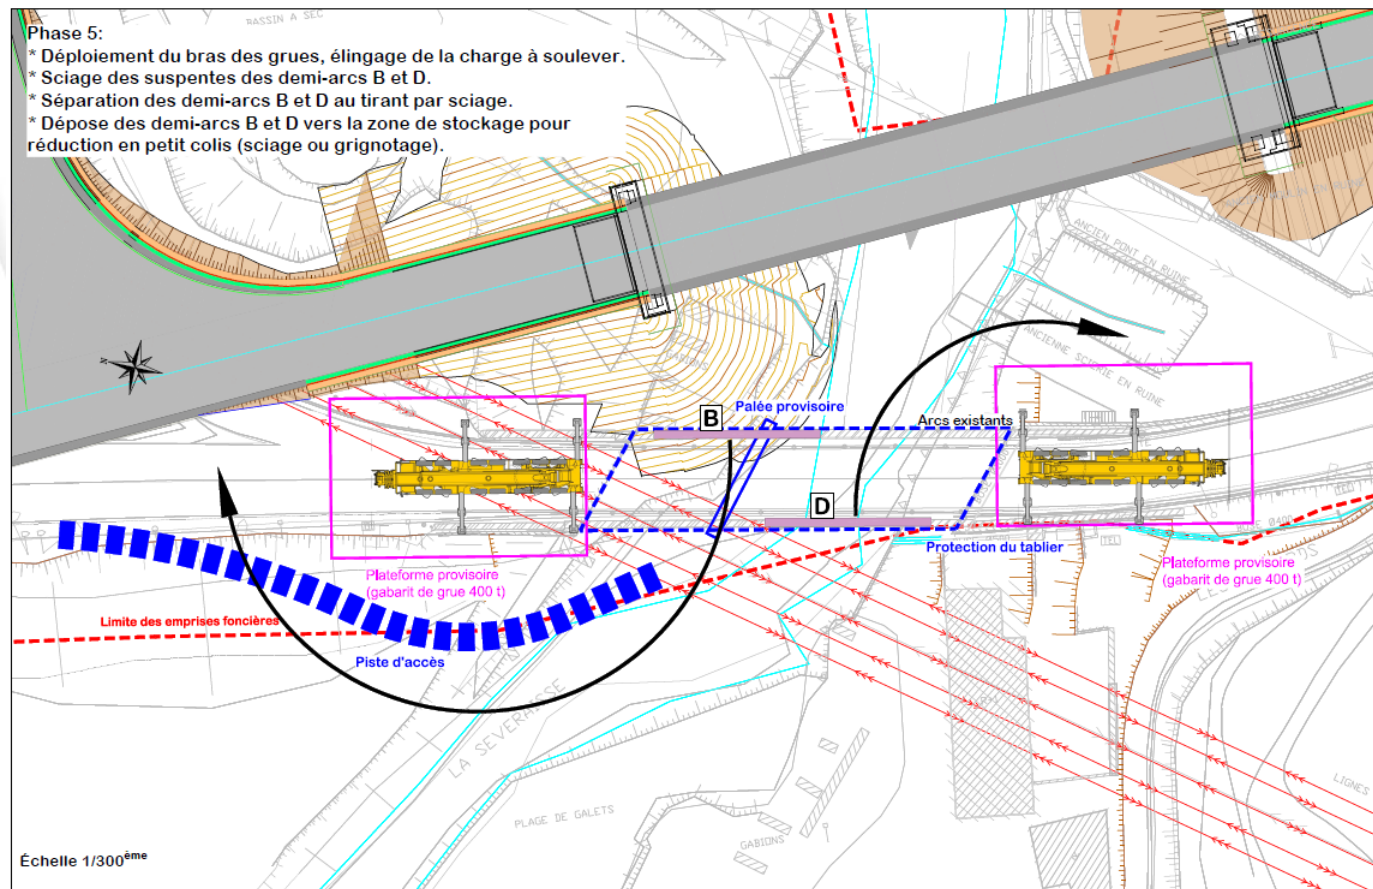 BASSIN A SEC
Phase 5:
* Déploiement du bras des grues, élingage de la charge à soulever.
* Sciage des suspentes des demi-arcs B et D.
* Séparation des demi-arcs B et D au tirant par sciage.
* Dépose des demi-arcs B et D vers la zone de stockage pour
réduction en petit colis (sciage ou grignotage).
ANCIEN PONT EN RUINE
ANCIENNE SCIERIE EN RUINE
GABIONS
Palée provisoire
B
Arcs existants
D
Protection du tablier
TEL
Plateforme provisoire
(gabarit de grue 400 t)
Plateforme provisoire
(gabarit de grue 400 t)
Limite des emprises foncières
Piste d'accès
LA SEVERAISSE
PLAGE DE GALETS
GABIONS
LIGNES
Échelle 1/300ème